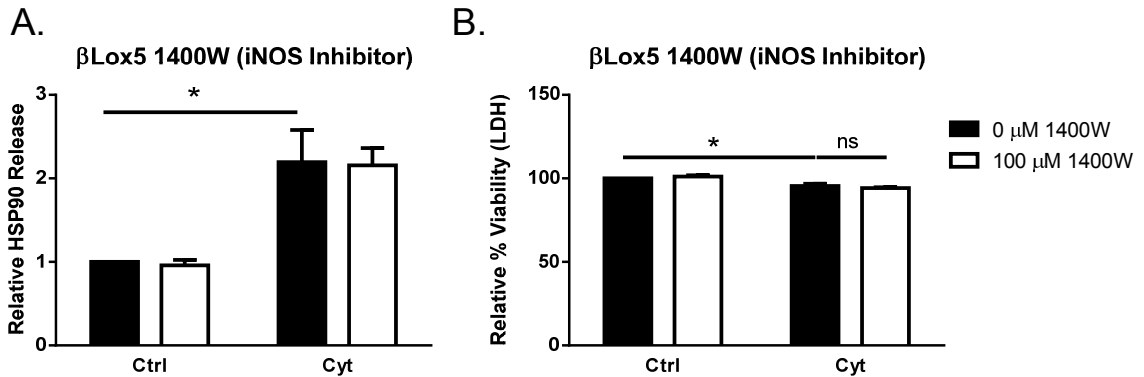 A.
βLox5 1400W (iNOS Inhibitor)
Relative HSP90 Release
3
2
1
0
*
Ctrl
Cyt
B.
βLox5 1400W (iNOS Inhibitor)
Relative % Viability (LDH)
150
100
50
0
*
ns
Ctrl
Cyt
0 μM 1400W
100 μM 1400W